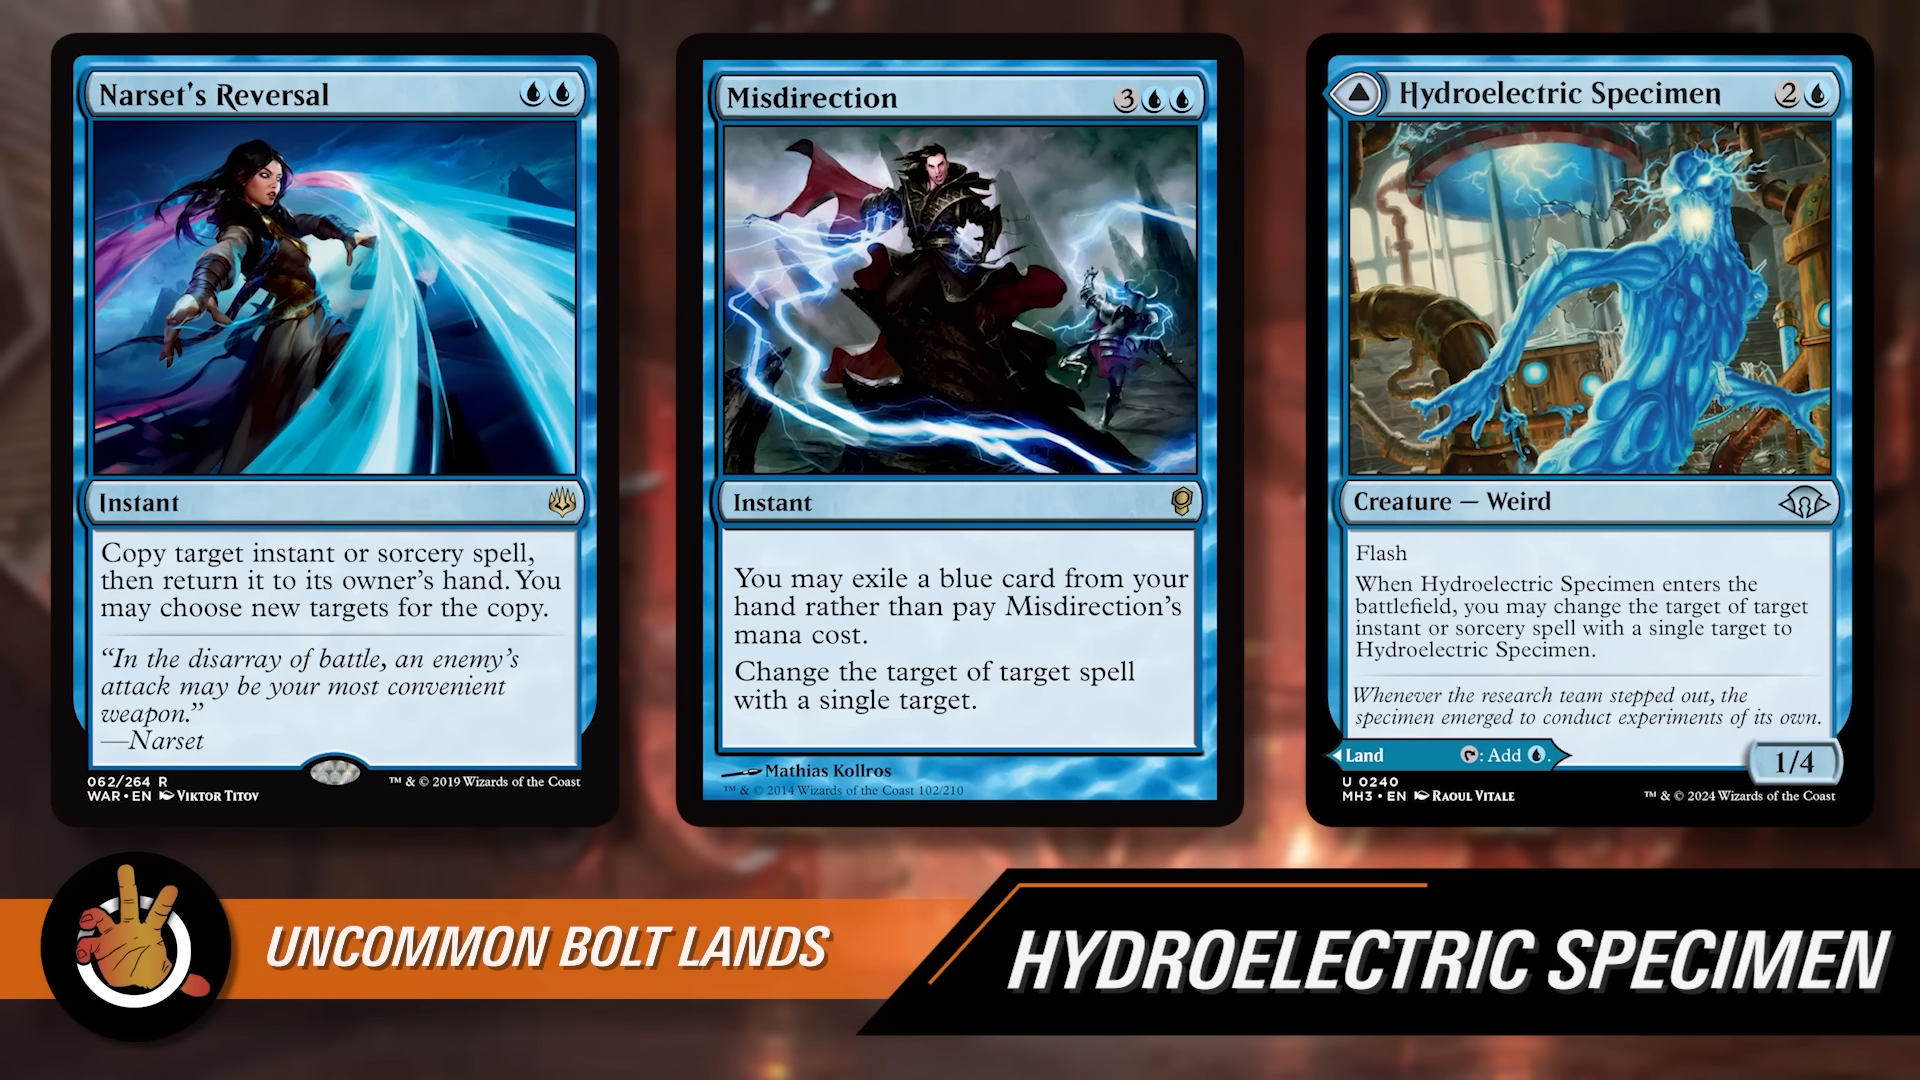 Narset's Reversal
Instant
Copy target instant or sorcery spell,
then return it to its owner's hand. You
may choose new targets for the copy.
“In the disarray of battle, an enemy's
attack may be your most convenient
weapon.”
—Narset
062/264 R
WAR • EN Viktor Titov
™ & © 2019 Wizards of the Coast
Misdirection
3
Instant
You may exile a blue card from your
hand rather than pay Misdirection's
mana cost.
Change the target of target spell
with a single target.
Mathias Kollros
™ & © 2014 Wizards of the Coast 102/210
Hydroelectric Specimen
2
Creature — Weird
Flash
When Hydroelectric Specimen enters the
battlefield, you may change the target of target
instant or sorcery spell with a single target to
Hydroelectric Specimen.
Whenever the research team stepped out, the
specimen emerged to conduct experiments of its own.
Land : Add .
1/4
U 0240
MH3 • EN Raoul Vitale
™ & © 2024 Wizards of the Coast
UNCOMMON BOLT LANDS
HYDROELECTRIC SPECIMEN